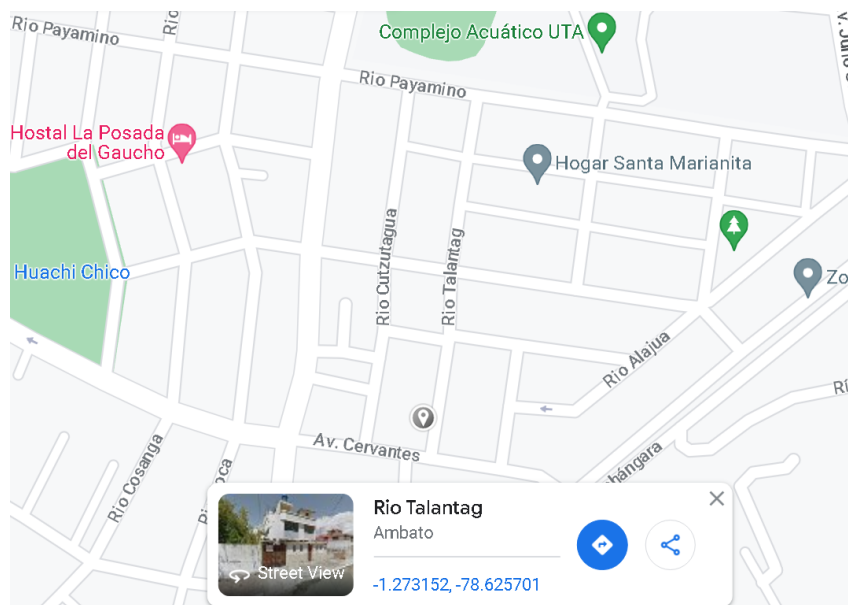 Rio Payamino
Complejo Acuático UTA
Rio Payamino
Hostal La Posada
del Gaucho
Hogar Santa Marianita
Huachi Chico
Rio Cutzutagua
Rio Talantag
Rio Alajua
Av. Cervantes
Rio Cosanga
Rio Talantag
Ambato
Street View
-1.273152, -78.625701